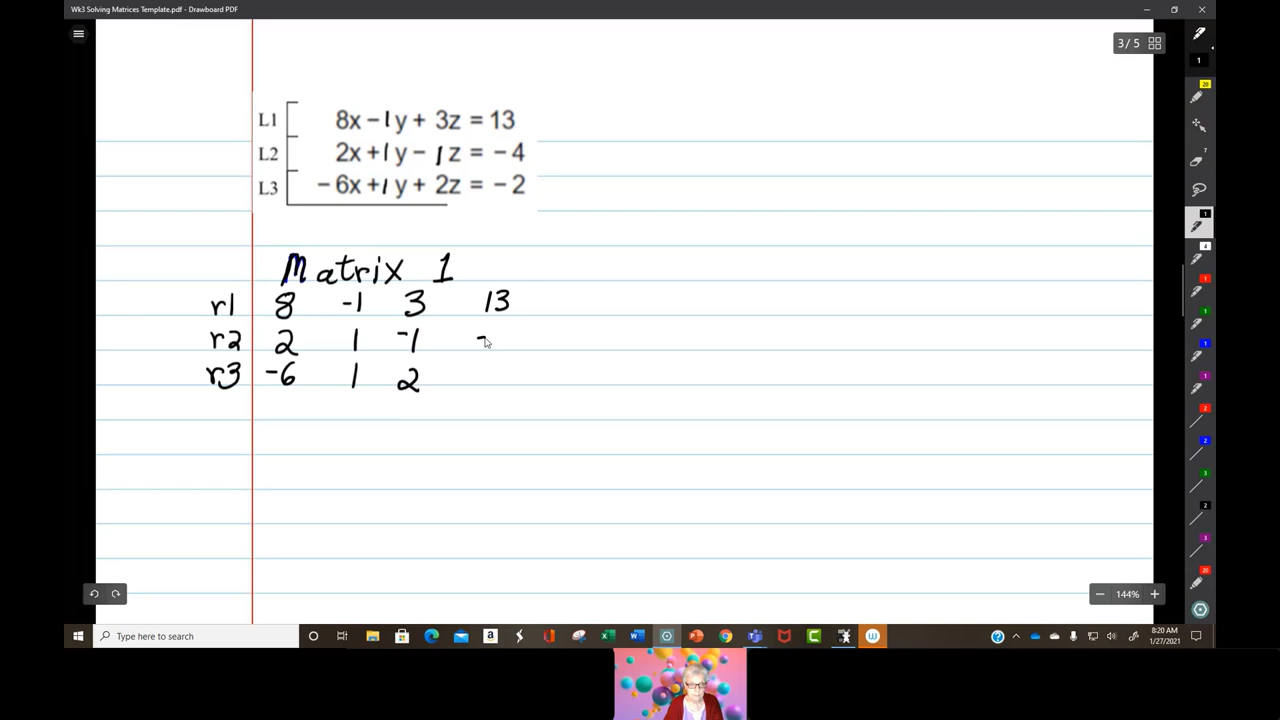 Wk3 Solving Matrices Template.pdf - Drawboard PDF
3 / 5
L1 8x - 1y + 3z = 13
L2 2x + 1y - 1z = - 4
L3 - 6x + 1y + 2z = - 2
Matrix 1
r1 8 -1 3 13
r2 2 1 -1 -
r3 -6 1 2
144%
Type here to search
8:20 AM
1/27/2021